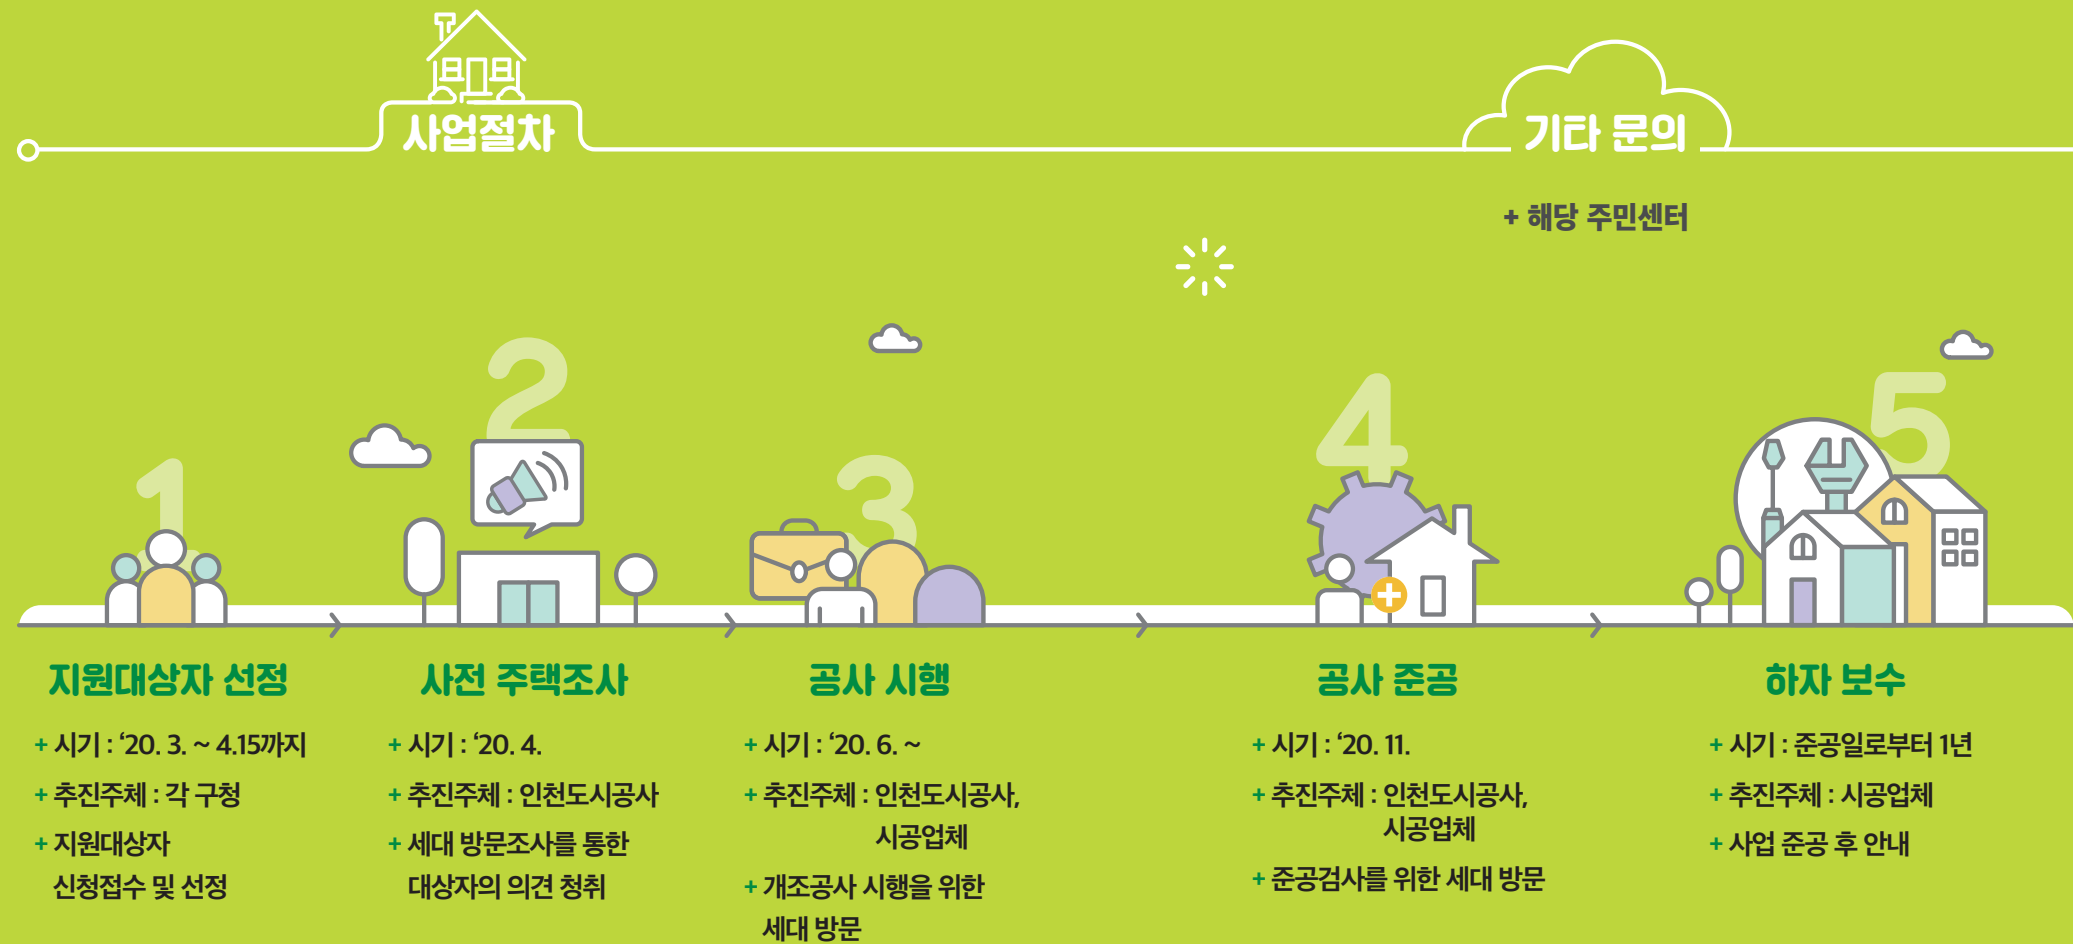 사업절차
기타 문의
+ 해당 주민센터
1
지원대상자 선정
+ 시기 : ‘20. 3. ~ 4.15까지
+ 추진주체 : 각 구청
+ 지원대상자
신청접수 및 선정
2
사전 주택조사
+ 시기 : ‘20. 4.
+ 추진주체 : 인천도시공사
+ 세대 방문조사를 통한
대상자의 의견 청취
3
공사 시행
+ 시기 : ‘20. 6. ~
+ 추진주체 : 인천도시공사,
시공업체
+ 개조공사 시행을 위한
세대 방문
4
공사 준공
+ 시기 : ‘20. 11.
+ 추진주체 : 인천도시공사,
시공업체
+ 준공검사를 위한 세대 방문
5
하자 보수
+ 시기 : 준공일로부터 1년
+ 추진주체 : 시공업체
+ 사업 준공 후 안내